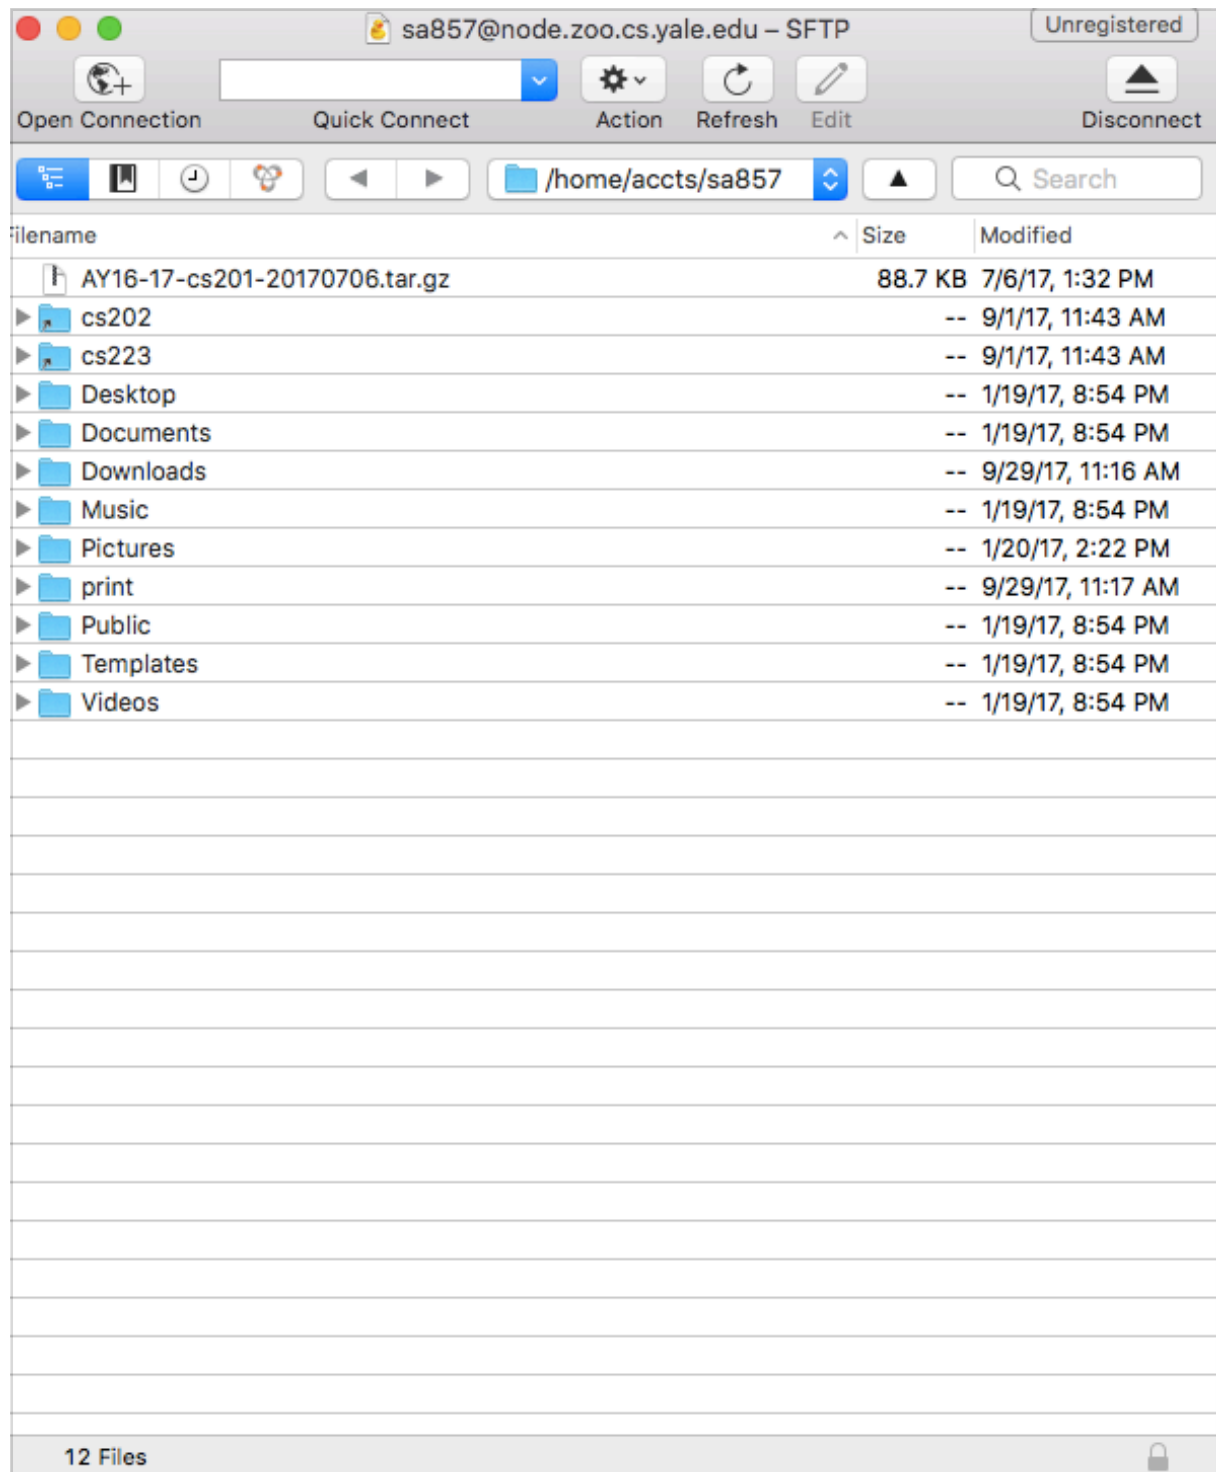 sa857@node.zoo.cs.yale.edu – SFTP Unregistered
Open Connection Quick Connect Action Refresh Edit Disconnect
/home/accts/sa857 Search
Filename Size Modified
AY16-17-cs201-20170706.tar.gz 88.7 KB 7/6/17, 1:32 PM
cs202 -- 9/1/17, 11:43 AM
cs223 -- 9/1/17, 11:43 AM
Desktop -- 1/19/17, 8:54 PM
Documents -- 1/19/17, 8:54 PM
Downloads -- 9/29/17, 11:16 AM
Music -- 1/19/17, 8:54 PM
Pictures -- 1/20/17, 2:22 PM
print -- 9/29/17, 11:17 AM
Public -- 1/19/17, 8:54 PM
Templates -- 1/19/17, 8:54 PM
Videos -- 1/19/17, 8:54 PM
12 Files